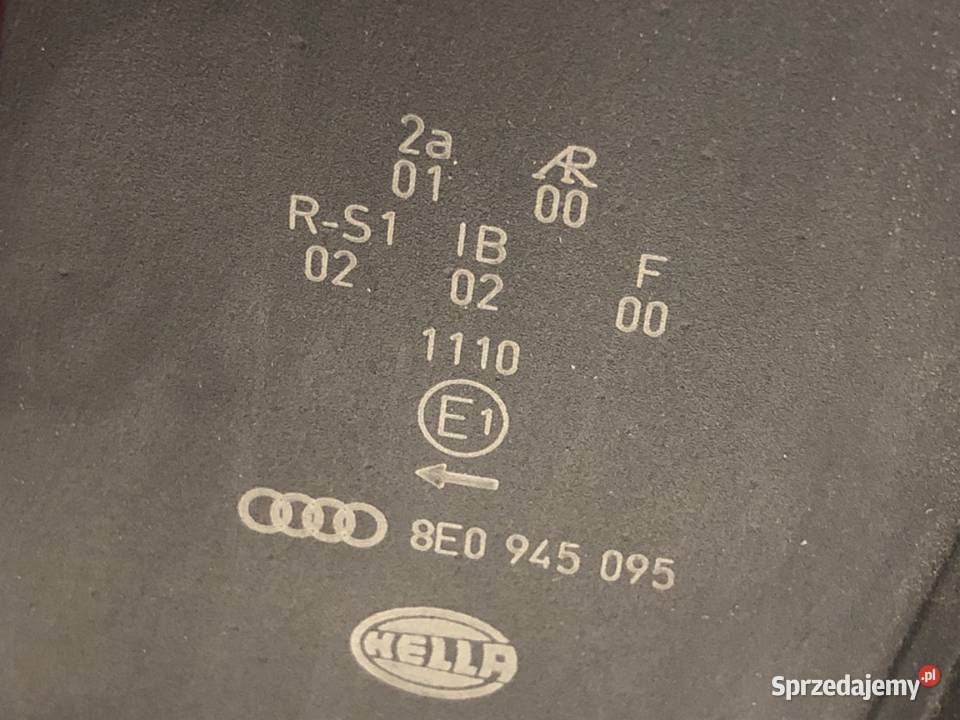 2a AR
01 00
R-S1 IB F
02 02 00
1110
E1
8E0 945 095
HELLA
Sprzedajemy.pl